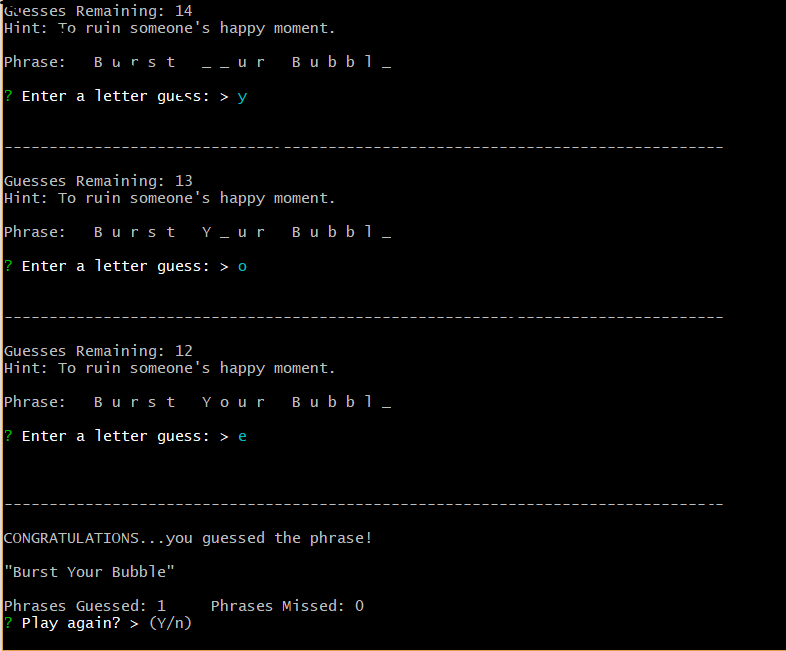 Guesses Remaining: 14
Hint: To ruin someone's happy moment.
Phrase:   B u r s t   _ _ u r   B u b b l _
? Enter a letter guess: > y
--------------------------------------------------------------------------------
Guesses Remaining: 13
Hint: To ruin someone's happy moment.
Phrase:   B u r s t   Y _ u r   B u b b l _
? Enter a letter guess: > o
--------------------------------------------------------------------------------
Guesses Remaining: 12
Hint: To ruin someone's happy moment.
Phrase:   B u r s t   Y o u r   B u b b l _
? Enter a letter guess: > e
--------------------------------------------------------------------------------
CONGRATULATIONS...you guessed the phrase!
"Burst Your Bubble"
Phrases Guessed: 1     Phrases Missed: 0
? Play again? > (Y/n)